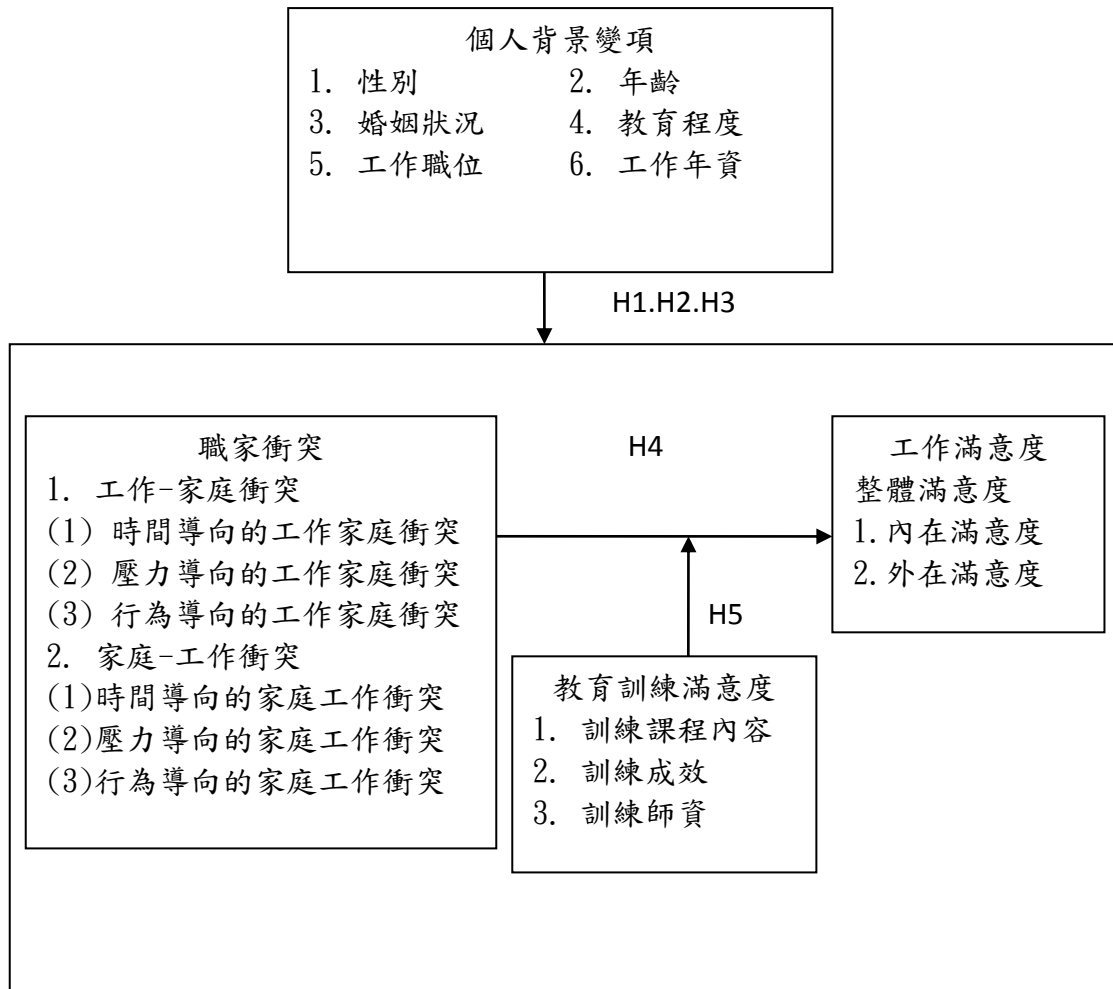 個人背景變項
1. 性別 2. 年齡
3. 婚姻狀況 4. 教育程度
5. 工作職位 6. 工作年資
H1.H2.H3
職家衝突
1. 工作-家庭衝突
(1) 時間導向的工作家庭衝突
(2) 壓力導向的工作家庭衝突
(3) 行為導向的工作家庭衝突
2. 家庭-工作衝突
(1)時間導向的家庭工作衝突
(2)壓力導向的家庭工作衝突
(3)行為導向的家庭工作衝突
H4
工作滿意度
整體滿意度
1.內在滿意度
2.外在滿意度
H5
教育訓練滿意度
1. 訓練課程內容
2. 訓練成效
3. 訓練師資